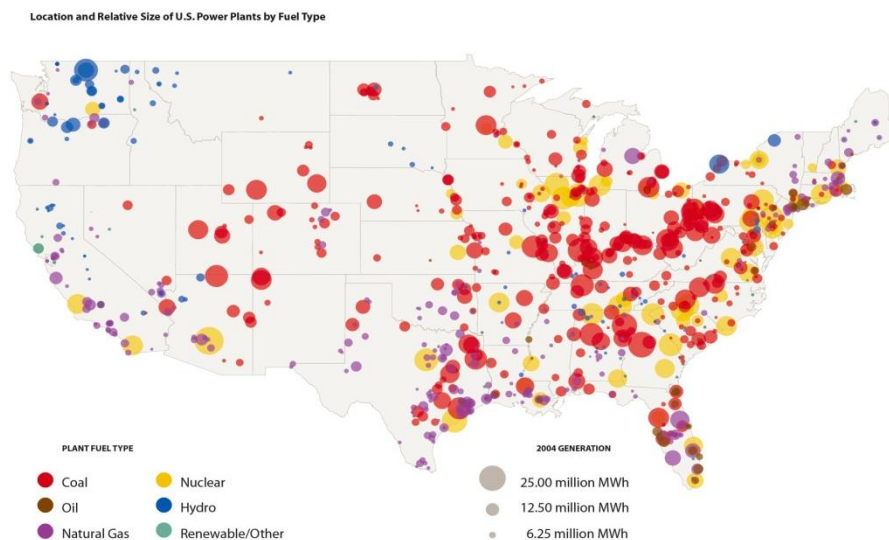 Location and Relative Size of U.S. Power Plants by Fuel Type
PLANT FUEL TYPE
Coal
Oil
Natural Gas
Nuclear
Hydro
Renewable/Other
2004 GENERATION
25.00 million MWh
12.50 million MWh
6.25 million MWh